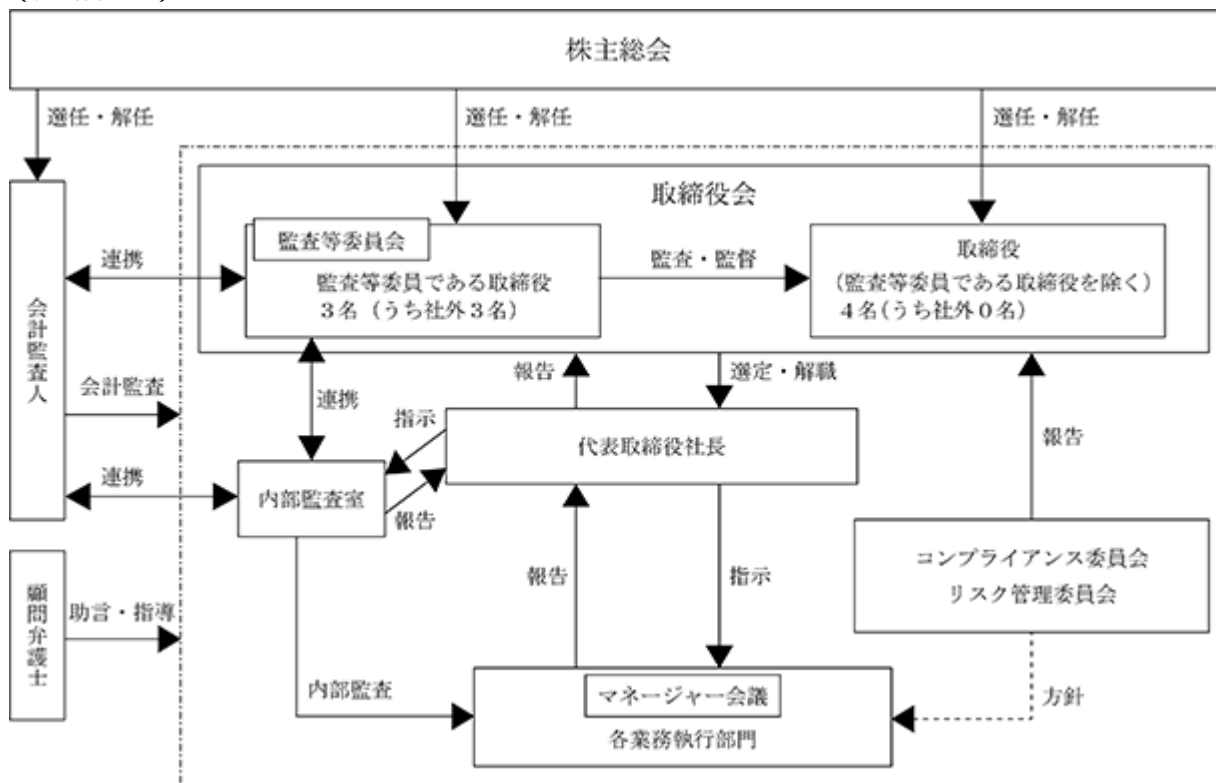 株主総会
選任・解任
選任・解任
選任・解任
取締役会
監査等委員会
監査等委員である取締役
3名（うち社外3名）
監査・監督
取締役
（監査等委員である取締役を除く）
4名（うち社外0名）
連携
会計監査人
会計監査
連携
連携
報告
選定・解職
指示
代表取締役社長
報告
内部監査室
報告
コンプライアンス委員会
リスク管理委員会
報告
指示
顧問弁護士
助言・指導
内部監査
マネージャー会議
各業務執行部門
方針